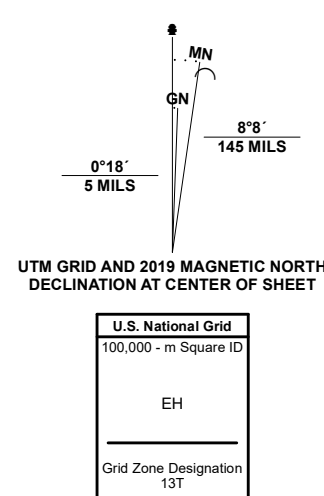 MN
GN
8°8´
145 MILS
0°18´
5 MILS
UTM GRID AND 2019 MAGNETIC NORTH
DECLINATION AT CENTER OF SHEET
U.S. National Grid
100,000 - m Square ID
EH
Grid Zone Designation
13T